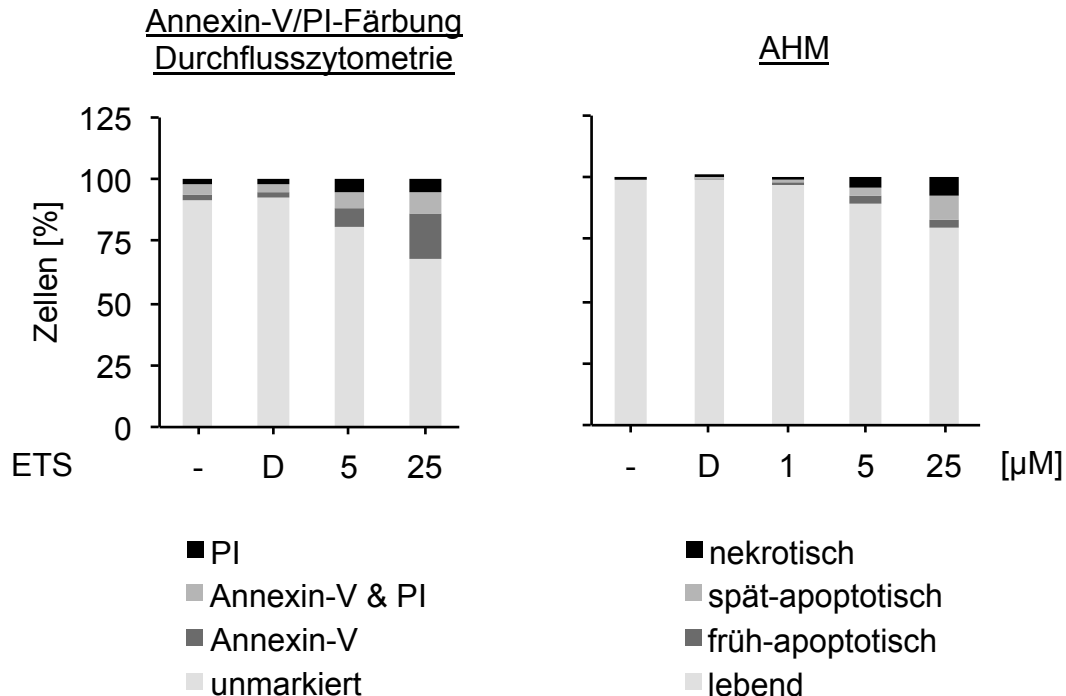 Annexin-V/PI-Färbung
Durchflusszytometrie
AHM
Zellen [%]
125
100
75
50
25
0
ETS - D 5 25 - D 1 5 25 [µM]
PI
Annexin-V & PI
Annexin-V
unmarkiert
nekrotisch
spät-apoptotisch
früh-apoptotisch
lebend